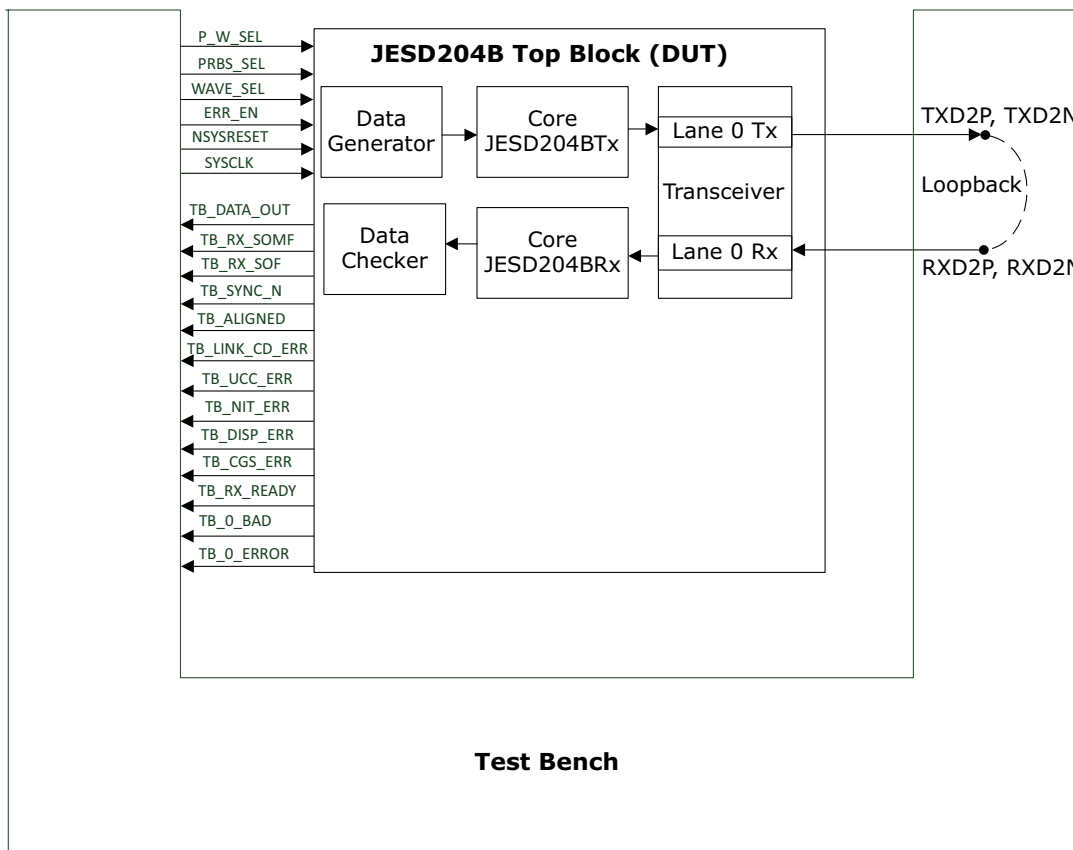 P_W_SEL
PRBS_SEL
WAVE_SEL
ERR_EN
NSYSRESET
SYSCLK
TB_DATA_OUT
TB_RX_SOMF
TB_RX_SOF
TB_SYNC_N
TB_ALIGNED
TB_LINK_CD_ERR
TB_UCC_ERR
TB_NIT_ERR
TB_DISP_ERR
TB_CGS_ERR
TB_RX_READY
TB_0_BAD
TB_0_ERROR
JESD204B Top Block (DUT)
Data
Generator
Core
JESD204BTx
Lane 0 Tx
Transceiver
Lane 0 Rx
Data
Checker
Core
JESD204BRx
TXD2P, TXD2N
Loopback
RXD2P, RXD2N
Test Bench